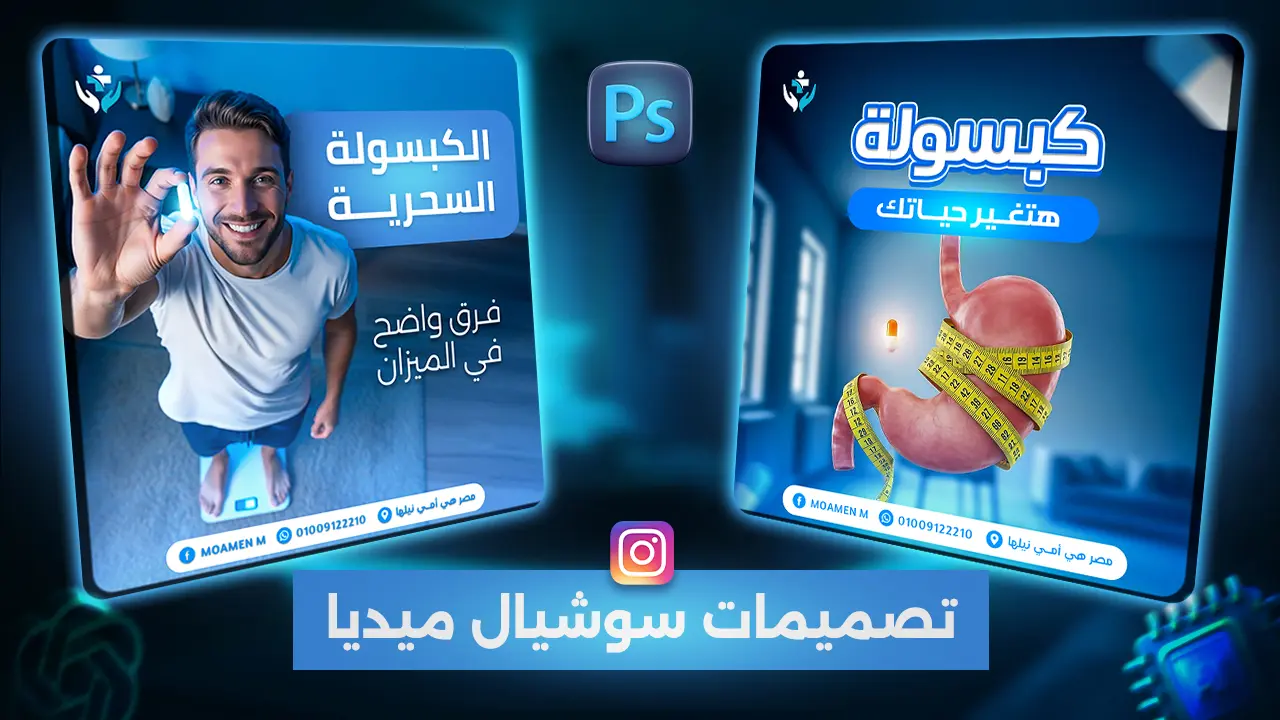 الكبسولة
السحرية
فرق واضح
في الميزان
MOAMEN M 01009122210 مصر هي أمي نيلها
Ps
كبسولة
هتغير حياتك
MOAMEN M 01009122210 مصر هي أمي نيلها
تصميمات سوشيال ميديا